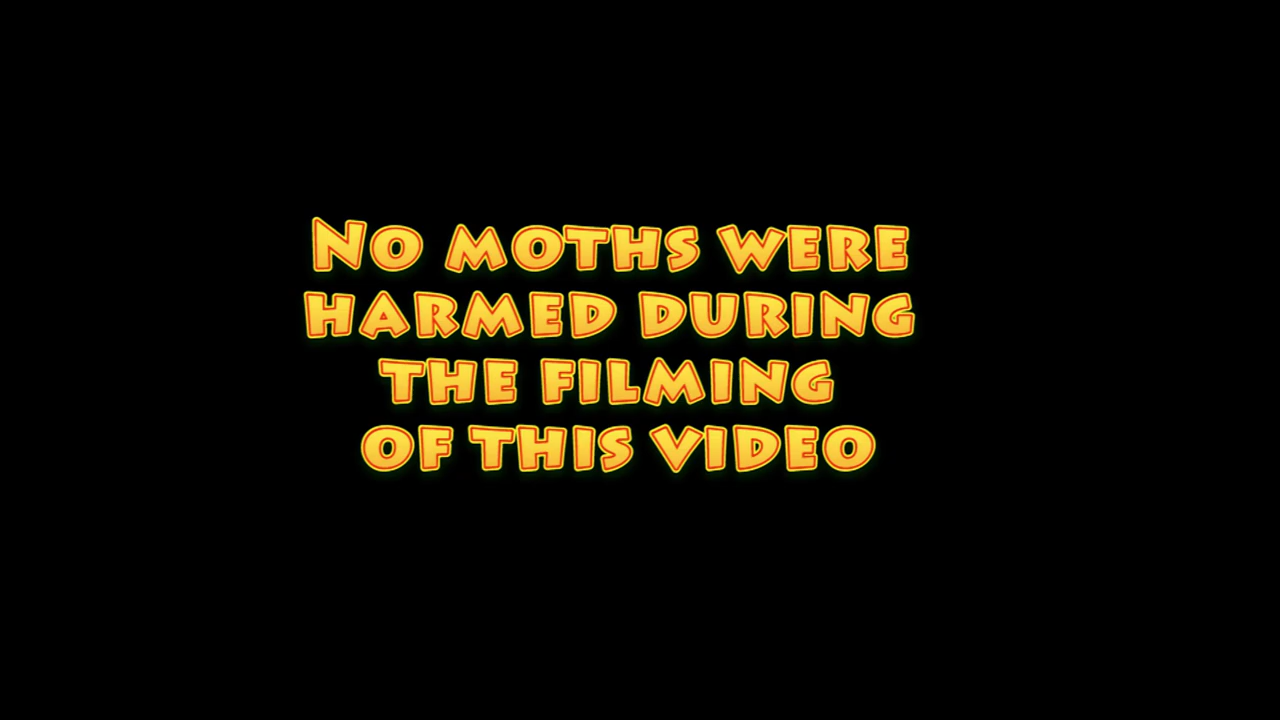 No moths were
harmed during
the filming
of this video